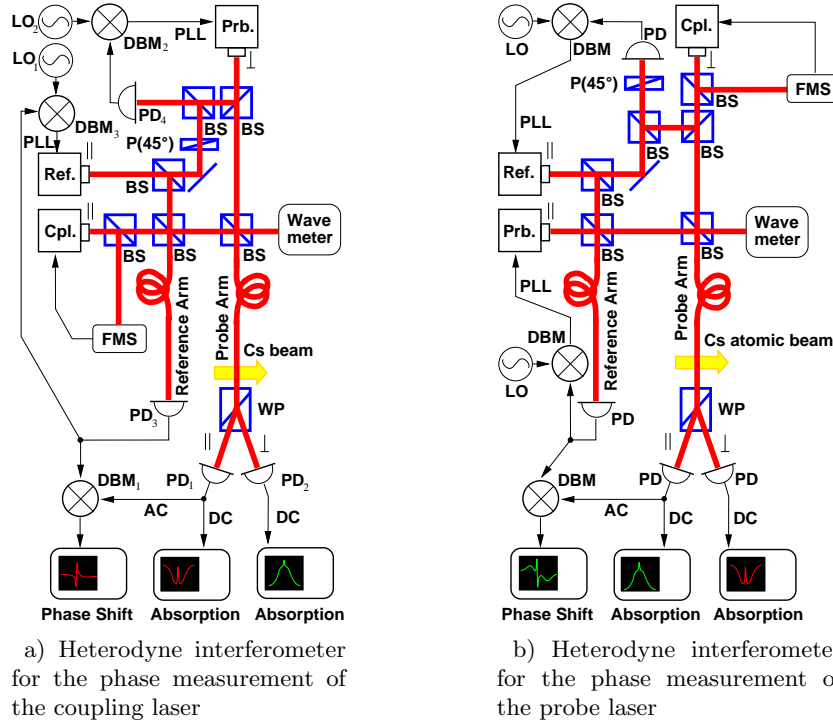 LO2
DBM2
PLL
Prb.
⊥
LO1
PD4
BS
BS
P(45°)
DBM3
PLL
||
Ref.
BS
||
Cpl.
Wave
meter
BS
BS
BS
FMS
Reference Arm
Probe Arm
Cs beam
PD3
WP
||
⊥
DBM1
PD1
PD2
AC
DC
DC
Phase Shift
Absorption
Absorption
a) Heterodyne interferometer
for the phase measurement of
the coupling laser
LO
DBM
PD
Cpl.
⊥
FMS
P(45°)
BS
PLL
BS
BS
||
Ref.
BS
||
Prb.
Wave
meter
BS
BS
PLL
Reference Arm
Probe Arm
DBM
Cs atomic beam
LO
WP
PD
||
⊥
DBM
PD
PD
AC
DC
DC
Phase Shift
Absorption
Absorption
b) Heterodyne interferomete
for the phase measurement o
the probe laser